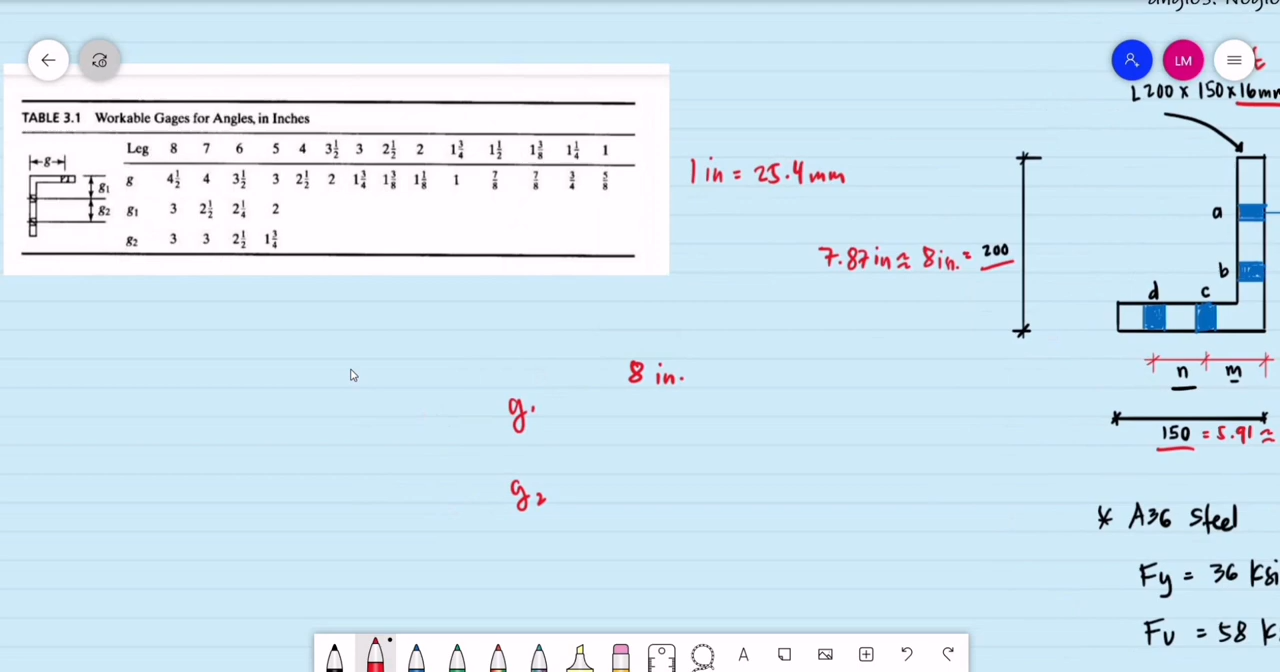 angles. Neglect
LM
L200 x 150 x 16mm
TABLE 3.1 Workable Gages for Angles, in Inches
Leg 8 7 6 5 4 3½ 3 2½ 2 1¾ 1½ 1⅜ 1¼ 1
g 4½ 4 3½ 3 2½ 2 1¾ 1⅜ 1⅛ 1 ⅞ ⅞ ¾ ⅝
g₁ 3 2½ 2¼ 2
g₂ 3 3 2½ 1¾
g
g₁
g₂
1 in = 25.4 mm
7.87 in ≈ 8 in. = 200
a
b
d c
n m
150 = 5.91 ≈
8 in.
g₁
g₂
* A36 steel
Fy = 36 ksi
Fu = 58 k
A